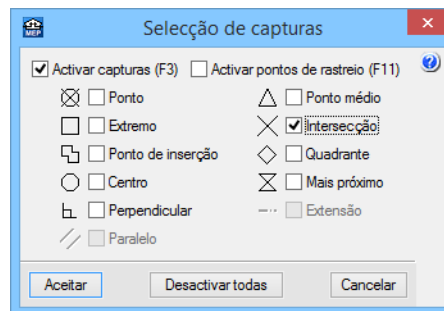 MEP
Selecção de capturas
x
Activar capturas (F3) Activar pontos de rastreio (F11) ?
Ponto Ponto médio
Extremo Intersecção
Ponto de inserção Quadrante
Centro Mais próximo
Perpendicular Extensão
Paralelo
Aceitar Desactivar todas Cancelar